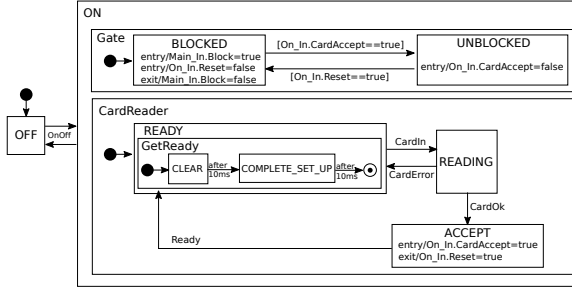 ON
Gate
BLOCKED
entry/Main_In.Block=true
entry/On_In.Reset=false
exit/Main_In.Block=false
[On_In.CardAccept==true]
[On_In.Reset==true]
UNBLOCKED
entry/On_In.CardAccept=false
OFF
OnOff
CardReader
READY
GetReady
CLEAR
after
10ms
COMPLETE_SET_UP
after
10ms
CardIn
CardError
READING
CardOk
Ready
ACCEPT
entry/On_In.CardAccept=true
exit/On_In.Reset=true